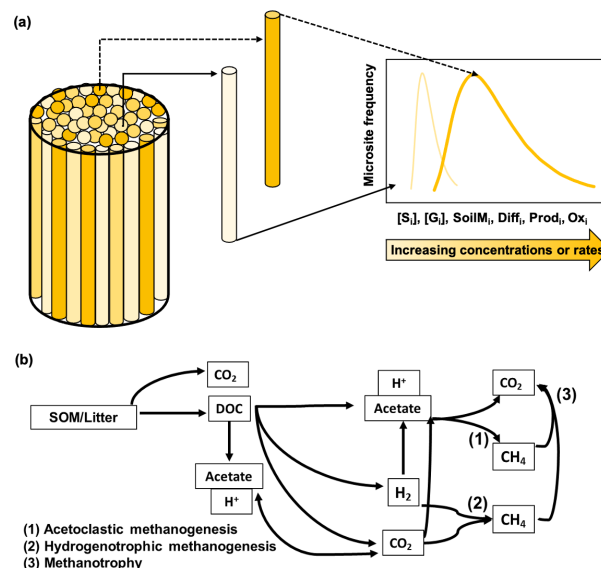 (a)
Microsite frequency
[Sᵢ], [Gᵢ], SoilMᵢ, Diffᵢ, Prodᵢ, Oxᵢ
Increasing concentrations or rates
(b)
CO₂
SOM/Litter
DOC
Acetate
H⁺
H⁺
Acetate
H₂
CO₂
CO₂
(3)
(1)
CH₄
(2)
CH₄
(1) Acetoclastic methanogenesis
(2) Hydrogenotrophic methanogenesis
(3) Methanotrophy